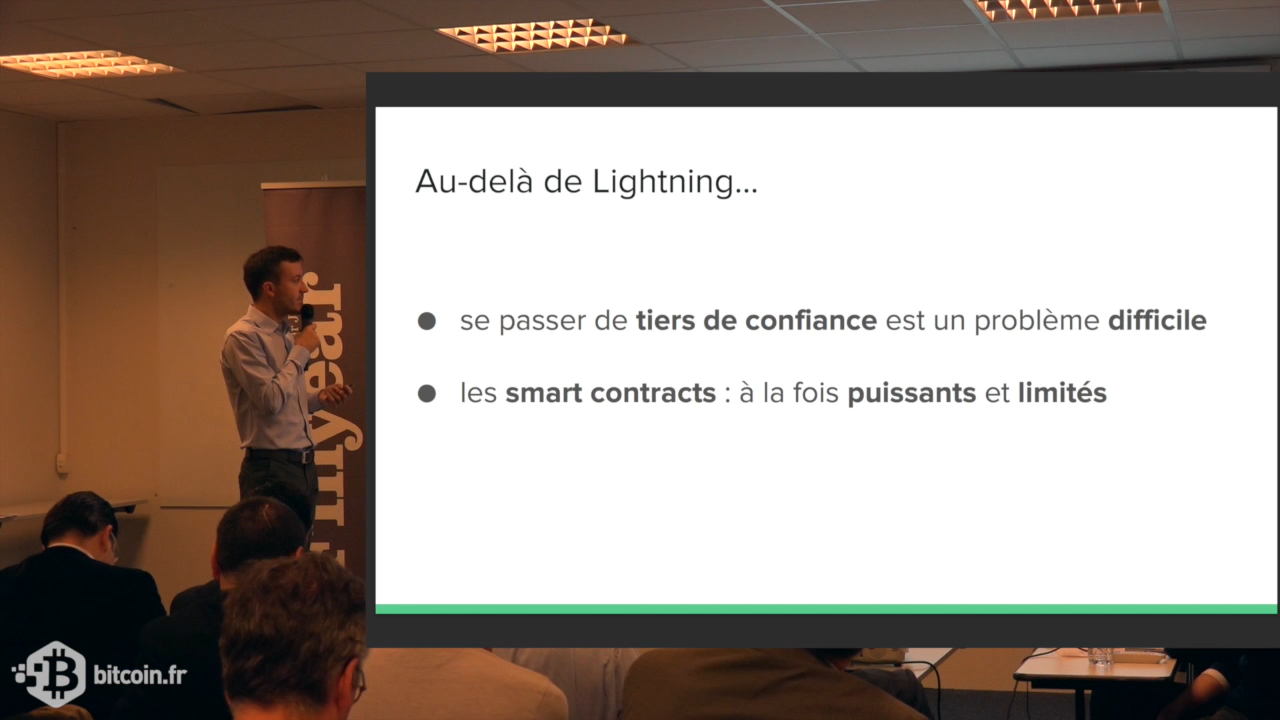 Au-delà de Lightning...
● se passer de tiers de confiance est un problème difficile
● les smart contracts : à la fois puissants et limités
bitcoin.fr